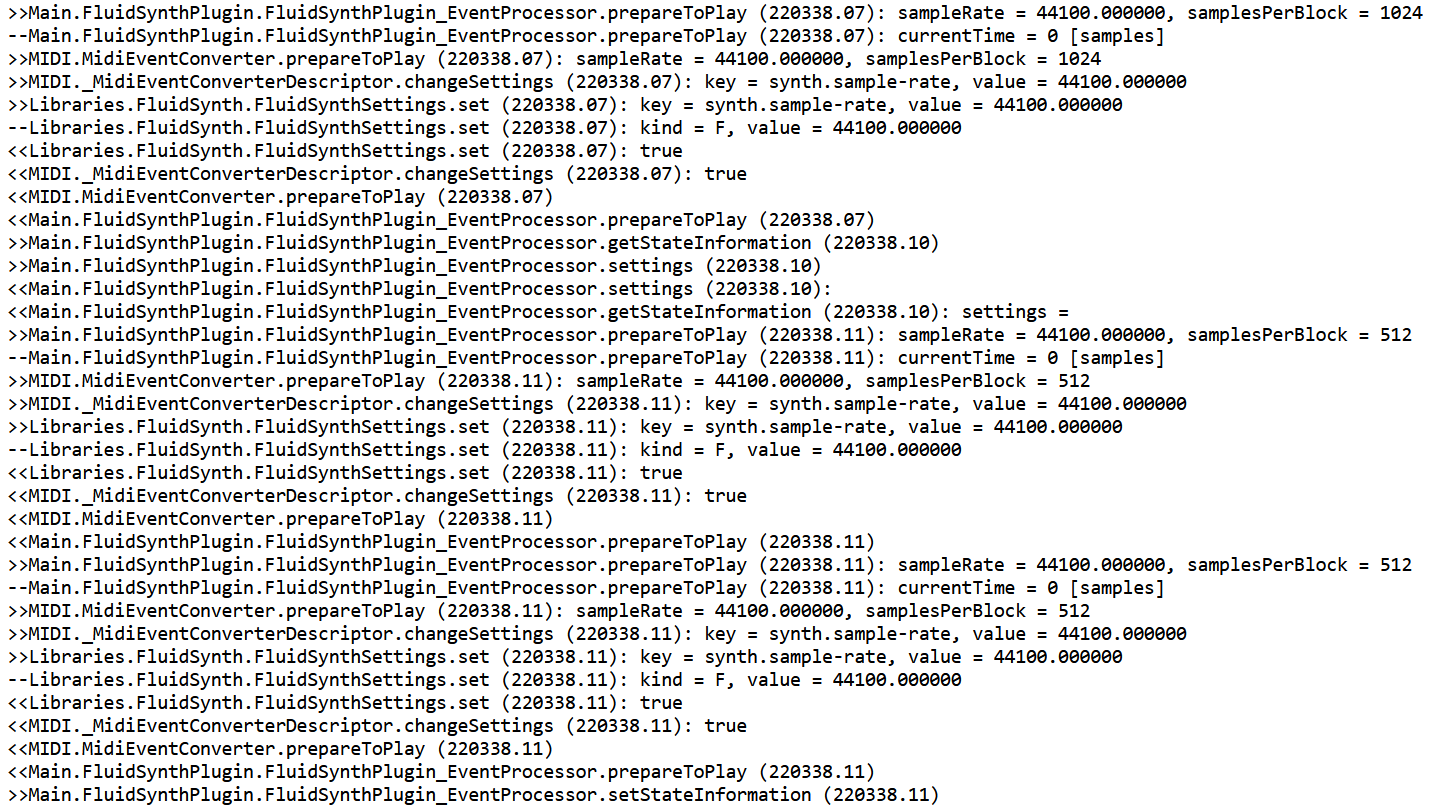 >>Main.FluidSynthPlugin.FluidSynthPlugin_EventProcessor.prepareToPlay (220338.07): sampleRate = 44100.000000, samplesPerBlock = 1024
--Main.FluidSynthPlugin.FluidSynthPlugin_EventProcessor.prepareToPlay (220338.07): currentTime = 0 [samples]
>>MIDI.MidiEventConverter.prepareToPlay (220338.07): sampleRate = 44100.000000, samplesPerBlock = 1024
>>MIDI._MidiEventConverterDescriptor.changeSettings (220338.07): key = synth.sample-rate, value = 44100.000000
>>Libraries.FluidSynth.FluidSynthSettings.set (220338.07): key = synth.sample-rate, value = 44100.000000
--Libraries.FluidSynth.FluidSynthSettings.set (220338.07): kind = F, value = 44100.000000
<<Libraries.FluidSynth.FluidSynthSettings.set (220338.07): true
<<MIDI._MidiEventConverterDescriptor.changeSettings (220338.07): true
<<MIDI.MidiEventConverter.prepareToPlay (220338.07)
<<Main.FluidSynthPlugin.FluidSynthPlugin_EventProcessor.prepareToPlay (220338.07)
>>Main.FluidSynthPlugin.FluidSynthPlugin_EventProcessor.getStateInformation (220338.10)
>>Main.FluidSynthPlugin.FluidSynthPlugin_EventProcessor.settings (220338.10)
<<Main.FluidSynthPlugin.FluidSynthPlugin_EventProcessor.settings (220338.10):
<<Main.FluidSynthPlugin.FluidSynthPlugin_EventProcessor.getStateInformation (220338.10): settings =
>>Main.FluidSynthPlugin.FluidSynthPlugin_EventProcessor.prepareToPlay (220338.11): sampleRate = 44100.000000, samplesPerBlock = 512
--Main.FluidSynthPlugin.FluidSynthPlugin_EventProcessor.prepareToPlay (220338.11): currentTime = 0 [samples]
>>MIDI.MidiEventConverter.prepareToPlay (220338.11): sampleRate = 44100.000000, samplesPerBlock = 512
>>MIDI._MidiEventConverterDescriptor.changeSettings (220338.11): key = synth.sample-rate, value = 44100.000000
>>Libraries.FluidSynth.FluidSynthSettings.set (220338.11): key = synth.sample-rate, value = 44100.000000
--Libraries.FluidSynth.FluidSynthSettings.set (220338.11): kind = F, value = 44100.000000
<<Libraries.FluidSynth.FluidSynthSettings.set (220338.11): true
<<MIDI._MidiEventConverterDescriptor.changeSettings (220338.11): true
<<MIDI.MidiEventConverter.prepareToPlay (220338.11)
<<Main.FluidSynthPlugin.FluidSynthPlugin_EventProcessor.prepareToPlay (220338.11)
>>Main.FluidSynthPlugin.FluidSynthPlugin_EventProcessor.prepareToPlay (220338.11): sampleRate = 44100.000000, samplesPerBlock = 512
--Main.FluidSynthPlugin.FluidSynthPlugin_EventProcessor.prepareToPlay (220338.11): currentTime = 0 [samples]
>>MIDI.MidiEventConverter.prepareToPlay (220338.11): sampleRate = 44100.000000, samplesPerBlock = 512
>>MIDI._MidiEventConverterDescriptor.changeSettings (220338.11): key = synth.sample-rate, value = 44100.000000
>>Libraries.FluidSynth.FluidSynthSettings.set (220338.11): key = synth.sample-rate, value = 44100.000000
--Libraries.FluidSynth.FluidSynthSettings.set (220338.11): kind = F, value = 44100.000000
<<Libraries.FluidSynth.FluidSynthSettings.set (220338.11): true
<<MIDI._MidiEventConverterDescriptor.changeSettings (220338.11): true
<<MIDI.MidiEventConverter.prepareToPlay (220338.11)
<<Main.FluidSynthPlugin.FluidSynthPlugin_EventProcessor.prepareToPlay (220338.11)
>>Main.FluidSynthPlugin.FluidSynthPlugin_EventProcessor.setStateInformation (220338.11)